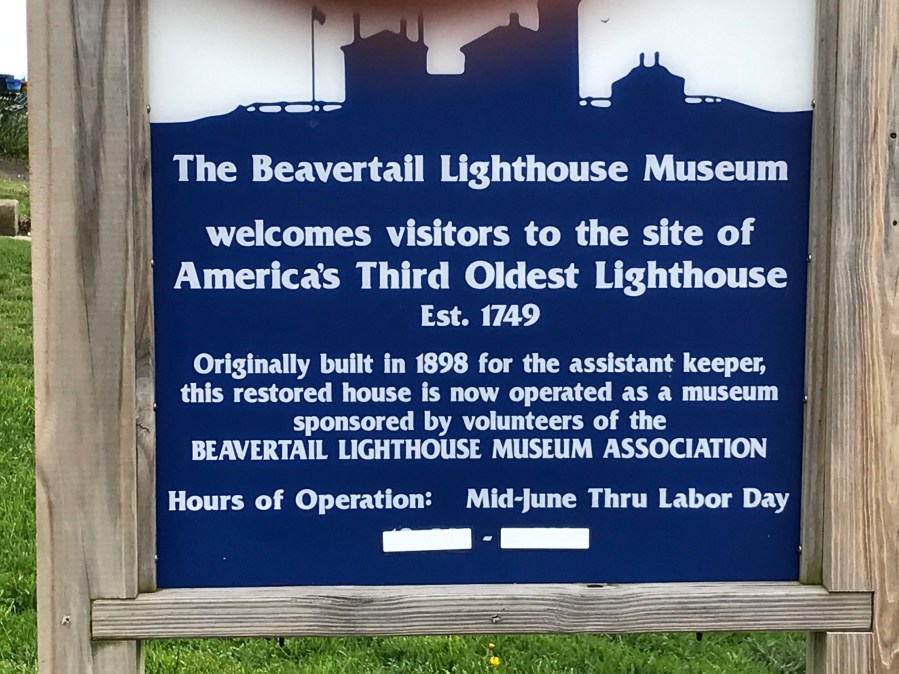 The Beavertail Lighthouse Museum
welcomes visitors to the site of
America's Third Oldest Lighthouse
Est. 1749
Originally built in 1898 for the assistant keeper,
this restored house is now operated as a museum
sponsored by volunteers of the
BEAVERTAIL LIGHTHOUSE MUSEUM ASSOCIATION
Hours of Operation: Mid-June Thru Labor Day
-